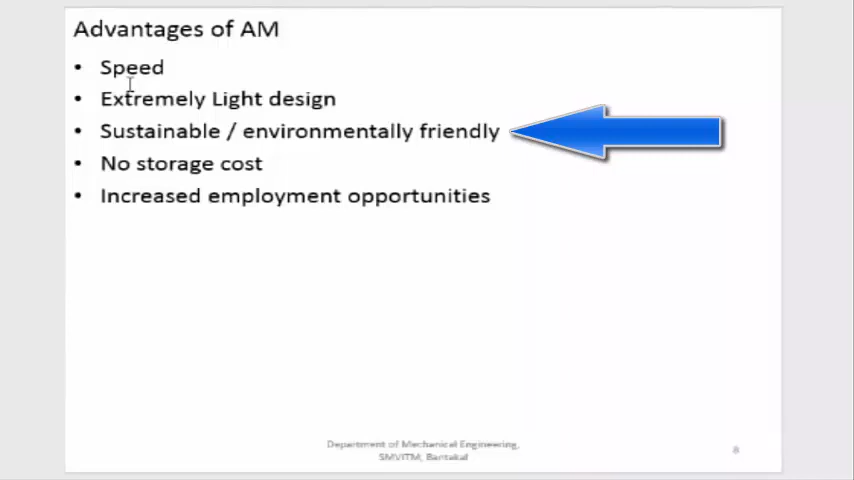 Advantages of AM
• Speed
• Extremely Light design
• Sustainable / environmentally friendly
• No storage cost
• Increased employment opportunities
Department of Mechanical Engineering,
SMVITM, Bantakal
8